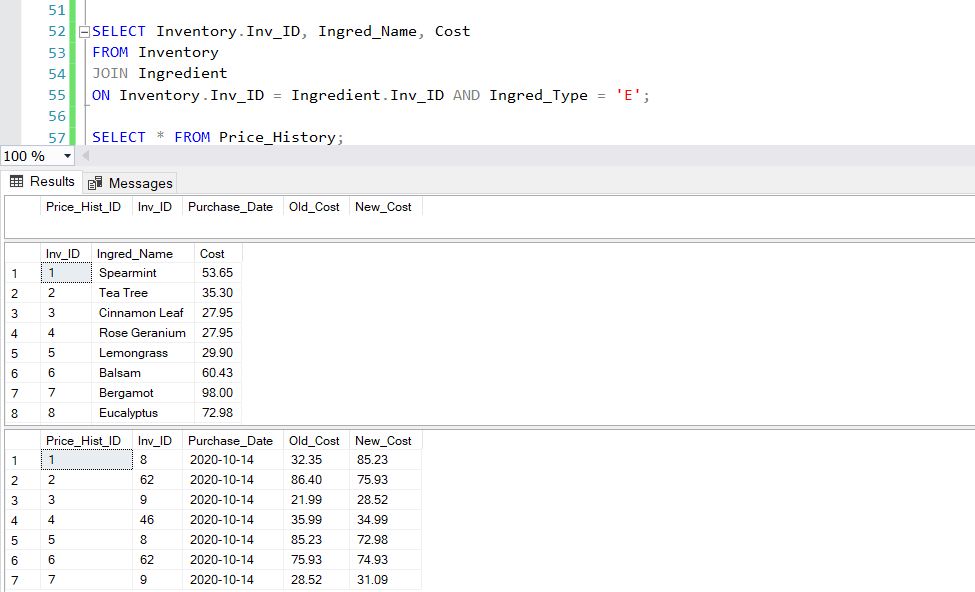 51
52 SELECT Inventory.Inv_ID, Ingred_Name, Cost
53 FROM Inventory
54 JOIN Ingredient
55 ON Inventory.Inv_ID = Ingredient.Inv_ID AND Ingred_Type = 'E';
56
57 SELECT * FROM Price_History;
100 %
Results Messages
Price_Hist_ID Inv_ID Purchase_Date Old_Cost New_Cost
Inv_ID Ingred_Name Cost
1 1 Spearmint 53.65
2 2 Tea Tree 35.30
3 3 Cinnamon Leaf 27.95
4 4 Rose Geranium 27.95
5 5 Lemongrass 29.90
6 6 Balsam 60.43
7 7 Bergamot 98.00
8 8 Eucalyptus 72.98
Price_Hist_ID Inv_ID Purchase_Date Old_Cost New_Cost
1 1 8 2020-10-14 32.35 85.23
2 2 62 2020-10-14 86.40 75.93
3 3 9 2020-10-14 21.99 28.52
4 4 46 2020-10-14 35.99 34.99
5 5 8 2020-10-14 85.23 72.98
6 6 62 2020-10-14 75.93 74.93
7 7 9 2020-10-14 28.52 31.09